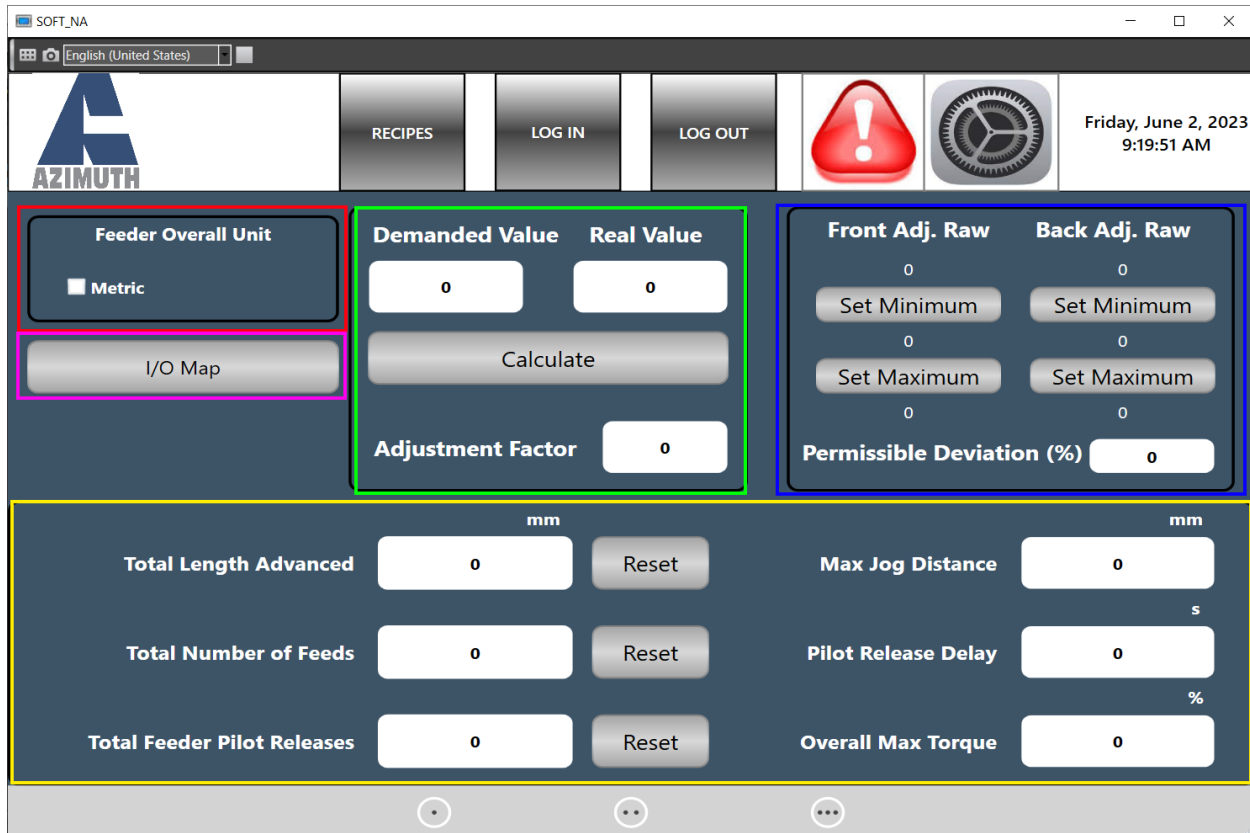 SOFT_NA
English (United States)
AZIMUTH
RECIPES
LOG IN
LOG OUT
Friday, June 2, 2023
9:19:51 AM
Feeder Overall Unit
Metric
I/O Map
Demanded Value Real Value
0 0
Calculate
Adjustment Factor 0
Front Adj. Raw Back Adj. Raw
0 0
Set Minimum Set Minimum
0 0
Set Maximum Set Maximum
0 0
Permissible Deviation (%) 0
mm
Total Length Advanced 0 Reset
Total Number of Feeds 0 Reset
Total Feeder Pilot Releases 0 Reset
mm
Max Jog Distance 0
s
Pilot Release Delay 0
%
Overall Max Torque 0